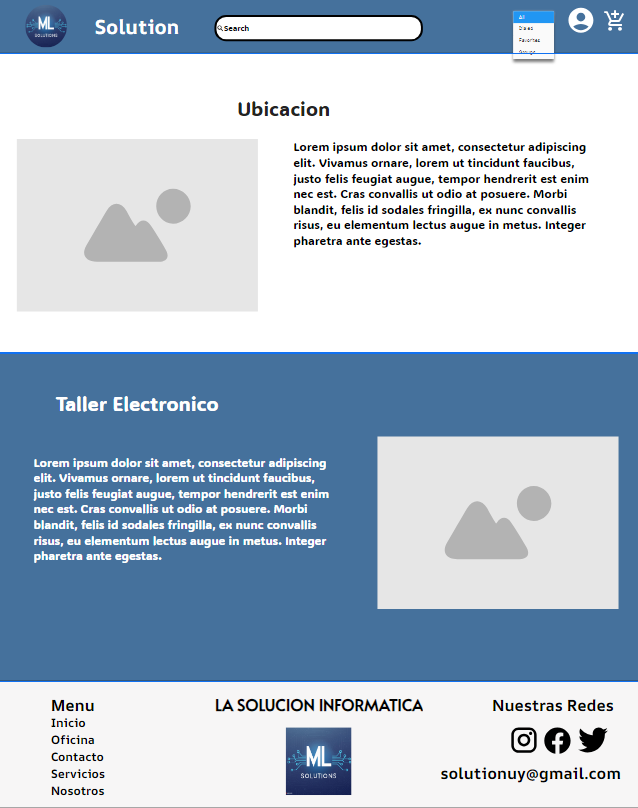 ML
SOLUTIONS
Solution
Search
All
Favorites
Ubicacion
Lorem ipsum dolor sit amet, consectetur adipiscing
elit. Vivamus ornare, lorem ut tincidunt faucibus,
justo felis feugiat augue, tempor hendrerit est enim
nec est. Cras convallis ut odio at posuere. Morbi
blandit, felis id sodales fringilla, ex nunc convallis
risus, eu elementum lectus augue in metus. Integer
pharetra ante egestas.
Taller Electronico
Lorem ipsum dolor sit amet, consectetur adipiscing
elit. Vivamus ornare, lorem ut tincidunt faucibus,
justo felis feugiat augue, tempor hendrerit est enim
nec est. Cras convallis ut odio at posuere. Morbi
blandit, felis id sodales fringilla, ex nunc convallis
risus, eu elementum lectus augue in metus. Integer
pharetra ante egestas.
Menu
Inicio
Oficina
Contacto
Servicios
Nosotros
LA SOLUCION INFORMATICA
ML
SOLUTIONS
Nuestras Redes
solutionuy@gmail.com